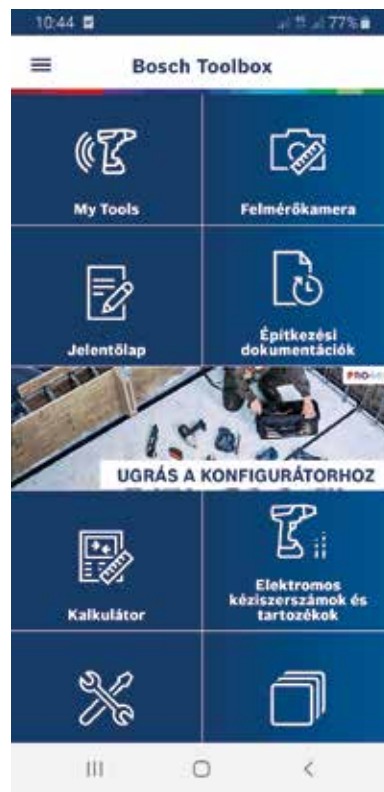 10:44
77%
Bosch Toolbox
My Tools
Felmérőkamera
Jelentőlap
Építkezési
dokumentációk
UGRÁS A KONFIGURÁTORHOZ
Kalkulátor
Elektromos
kéziszerszámok és
tartozékok